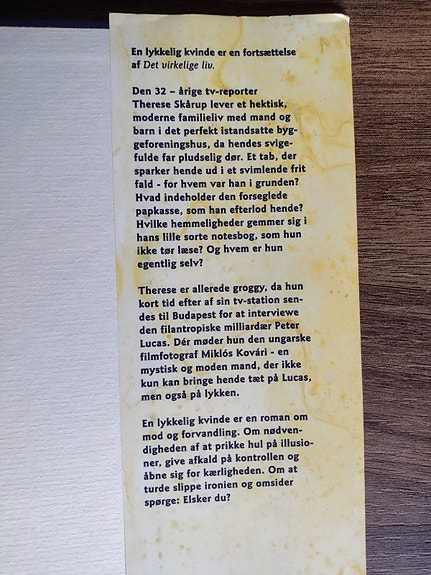 En lykkelig kvinde er en fortsættelse
af Det virkelige liv.
Den 32 – årige tv-reporter
Therese Skårup lever et hektisk,
moderne familieliv med mand og
barn i det perfekt istandsatte byg-
geforeningshus, da hendes svige-
fulde far pludselig dør. Et tab, der
sparker hende ud i et svimlende frit
fald - for hvem var han i grunden?
Hvad indeholder den forseglede
papkasse, som han efterlod hende?
Hvilke hemmeligheder gemmer sig i
hans lille sorte notesbog, som hun
ikke tør læse? Og hvem er hun
egentlig selv?
Therese er allerede groggy, da hun
kort tid efter af sin tv-station sen-
des til Budapest for at interviewe
den filantropiske milliardær Peter
Lucas. Dér møder hun den ungarske
filmfotograf Miklós Kovári - en
mystisk og moden mand, der ikke
kun kan bringe hende tæt på Lucas,
men også på lykken.
En lykkelig kvinde er en roman om
mod og forvandling. Om nødven-
digheden af at prikke hul på illusio-
ner, give afkald på kontrollen og
åbne sig for kærligheden. Om at
turde slippe ironien og omsider
spørge: Elsker du?